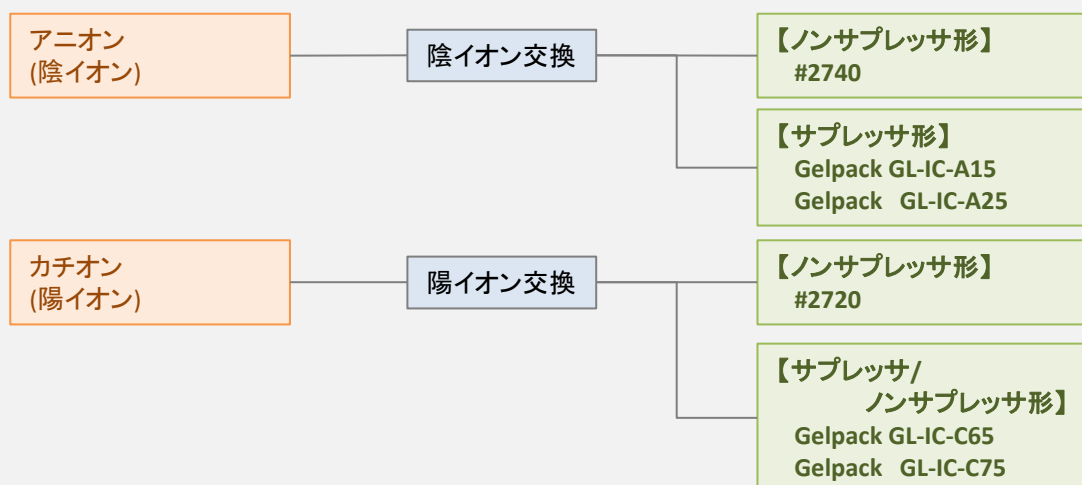 アニオン
(陰イオン)
陰イオン交換
【ノンサプレッサ形】
#2740
【サプレッサ形】
Gelpack GL-IC-A15
Gelpack GL-IC-A25
カチオン
(陽イオン)
陽イオン交換
【ノンサプレッサ形】
#2720
【サプレッサ/
ノンサプレッサ形】
Gelpack GL-IC-C65
Gelpack GL-IC-C75